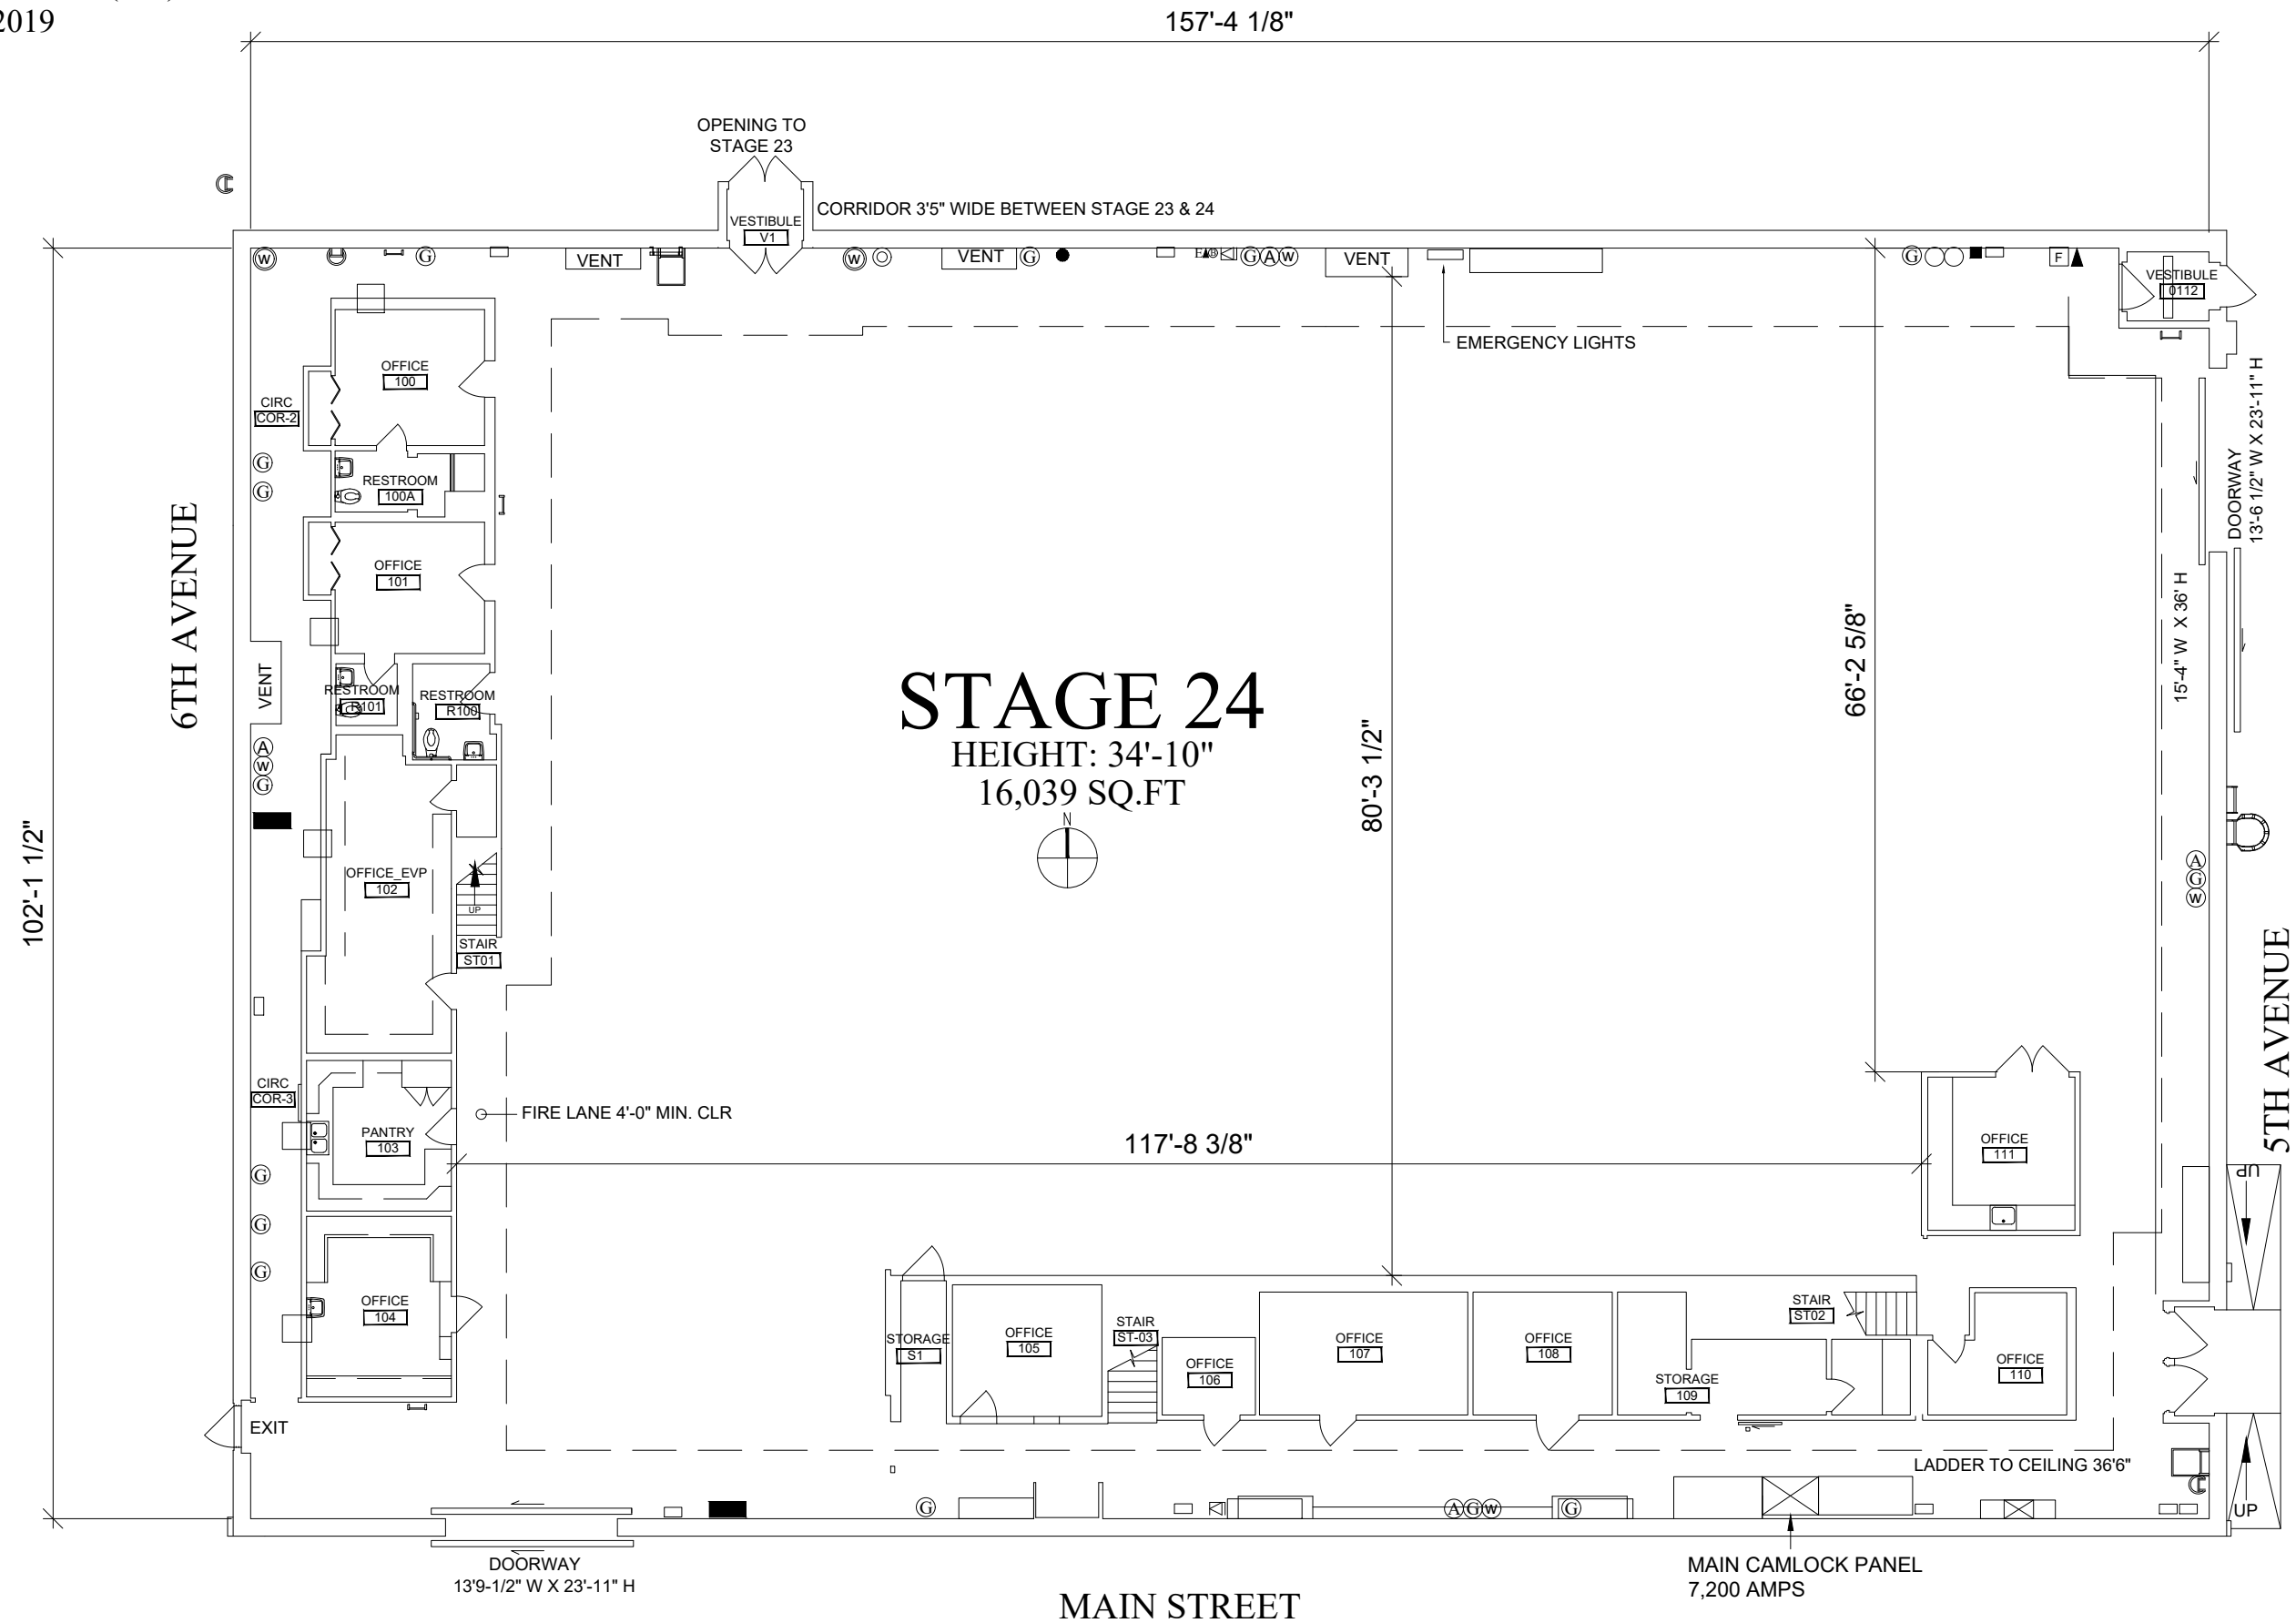 2019
157'-4 1/8"
OPENING TO
STAGE 23
CORRIDOR 3'5" WIDE BETWEEN STAGE 23 & 24
VESTIBULE
V1
W
G
VENT
W
VENT
G
G A W
VENT
G
F
VESTIBULE
0112
EMERGENCY LIGHTS
OFFICE
100
CIRC
COR-2
G
G
RESTROOM
100A
OFFICE
101
6TH AVENUE
VENT
RESTROOM
R101
RESTROOM
R100
A
W
G
OFFICE_EVP
102
UP
STAIR
ST01
102'-1 1/2"
STAGE 24
HEIGHT: 34'-10"
16,039 SQ.FT
N
80'-3 1/2"
66'-2 5/8"
DOORWAY
13'-6 1/2" W X 23'-11" H
15'-4" W X 36' H
A
G
W
5TH AVENUE
CIRC
COR-3
PANTRY
103
FIRE LANE 4'-0" MIN. CLR
117'-8 3/8"
OFFICE
111
UP
G
G
G
OFFICE
104
STORAGE
S1
OFFICE
105
STAIR
ST-03
OFFICE
106
OFFICE
107
OFFICE
108
STORAGE
109
STAIR
ST02
OFFICE
110
EXIT
LADDER TO CEILING 36'6"
G
A G W
G
UP
DOORWAY
13'9-1/2" W X 23'-11" H
MAIN CAMLOCK PANEL
7,200 AMPS
MAIN STREET